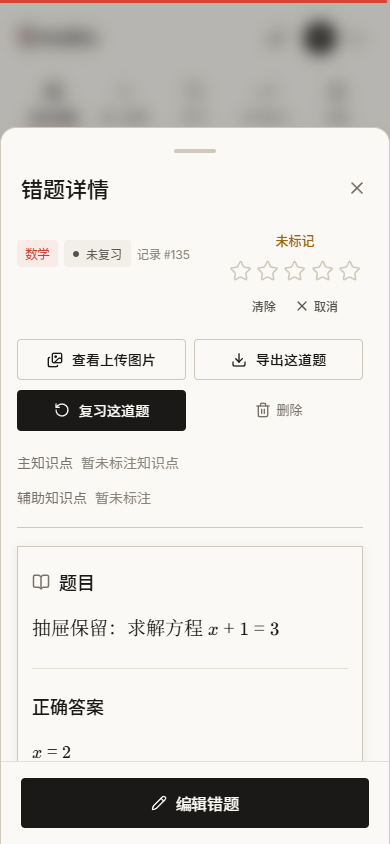 错题详情
数学
未复习
记录 #135
未标记
清除
取消
查看上传图片
导出这道题
复习这道题
删除
主知识点 暂未标注知识点
辅助知识点 暂未标注
题目
抽屉保留：求解方程 x + 1 = 3
正确答案
x = 2
编辑错题